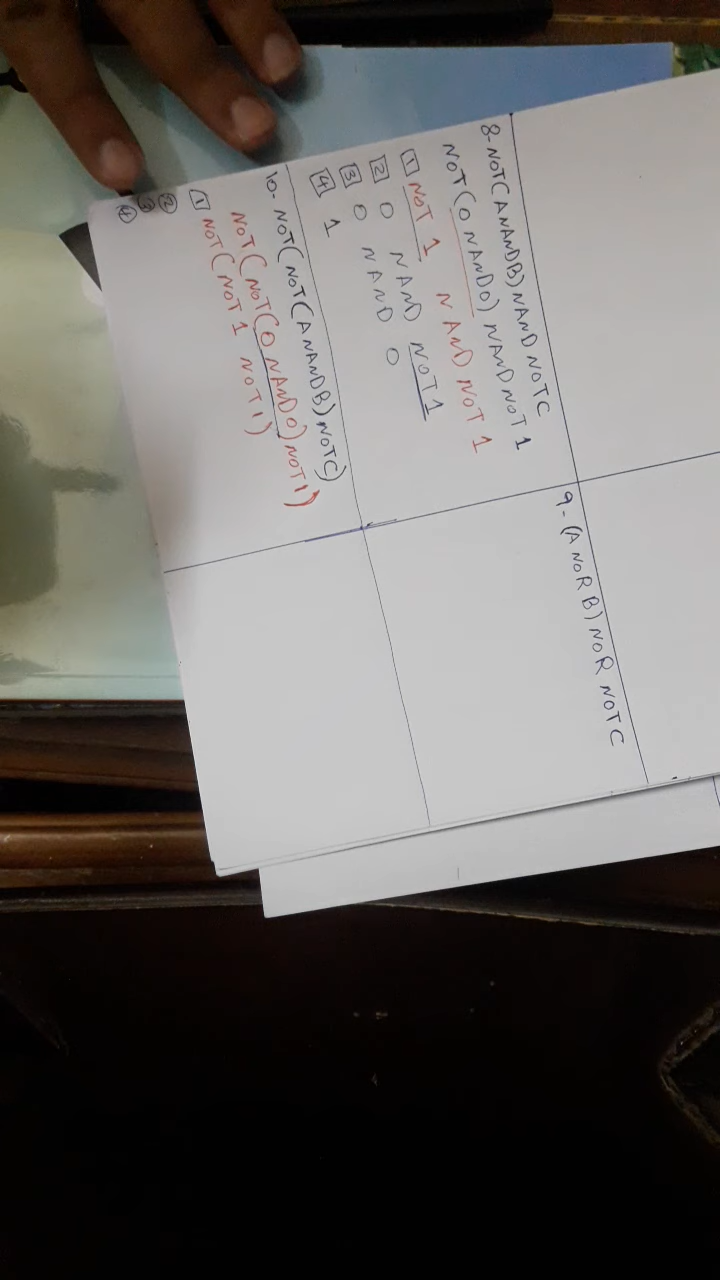 8- NOT(A NAND B) NAND NOT C
NOT(0 NAND 0) NAND NOT 1
1 NOT 1 NAND NOT 1
2 0 NAND NOT 1
3 0 NAND 0
4 1
9- (A NOR B) NOR NOT C
10- NOT(NOT(A NAND B) NOT C)
NOT(NOT(0 NAND 0) NOT 1)
1 NOT(NOT 1 NOT 1)
2
3
4